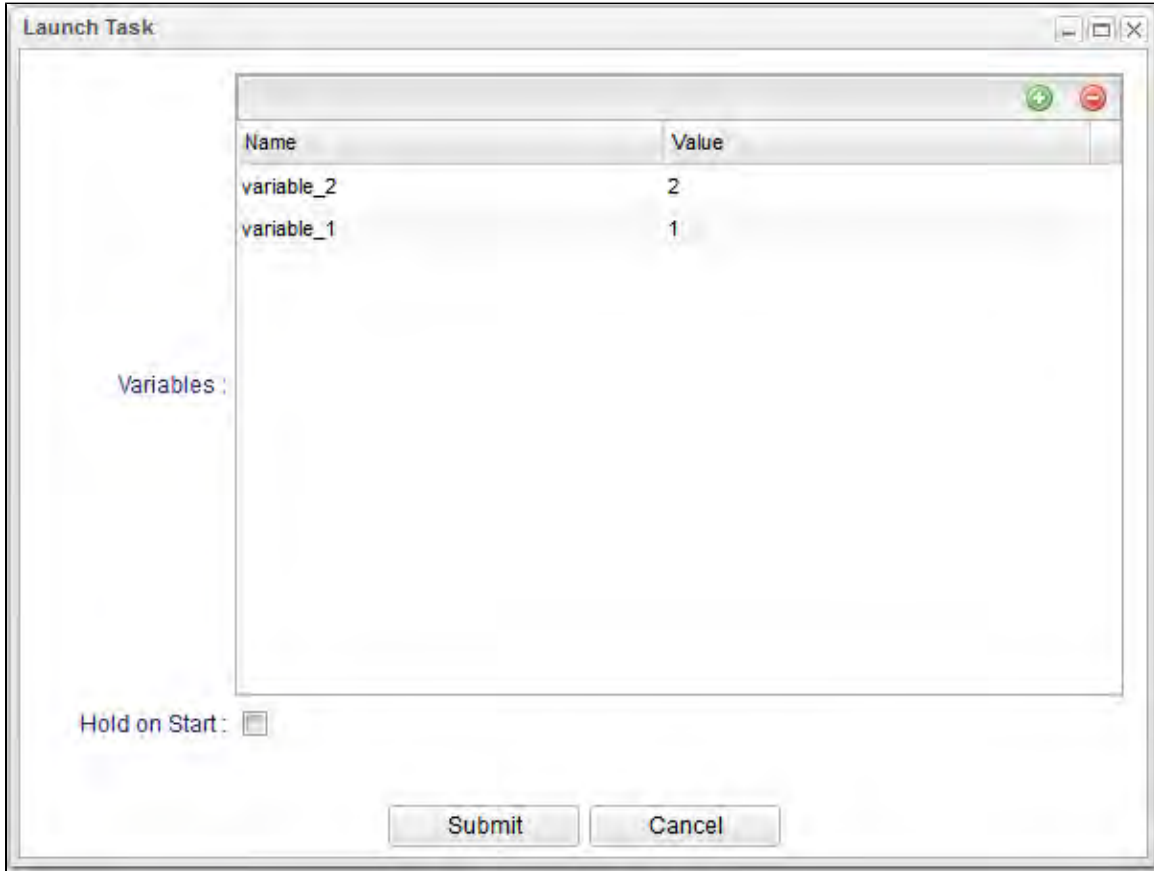 Launch Task
Name Value
variable_2 2
variable_1 1
Variables :
Hold on Start :
Submit Cancel